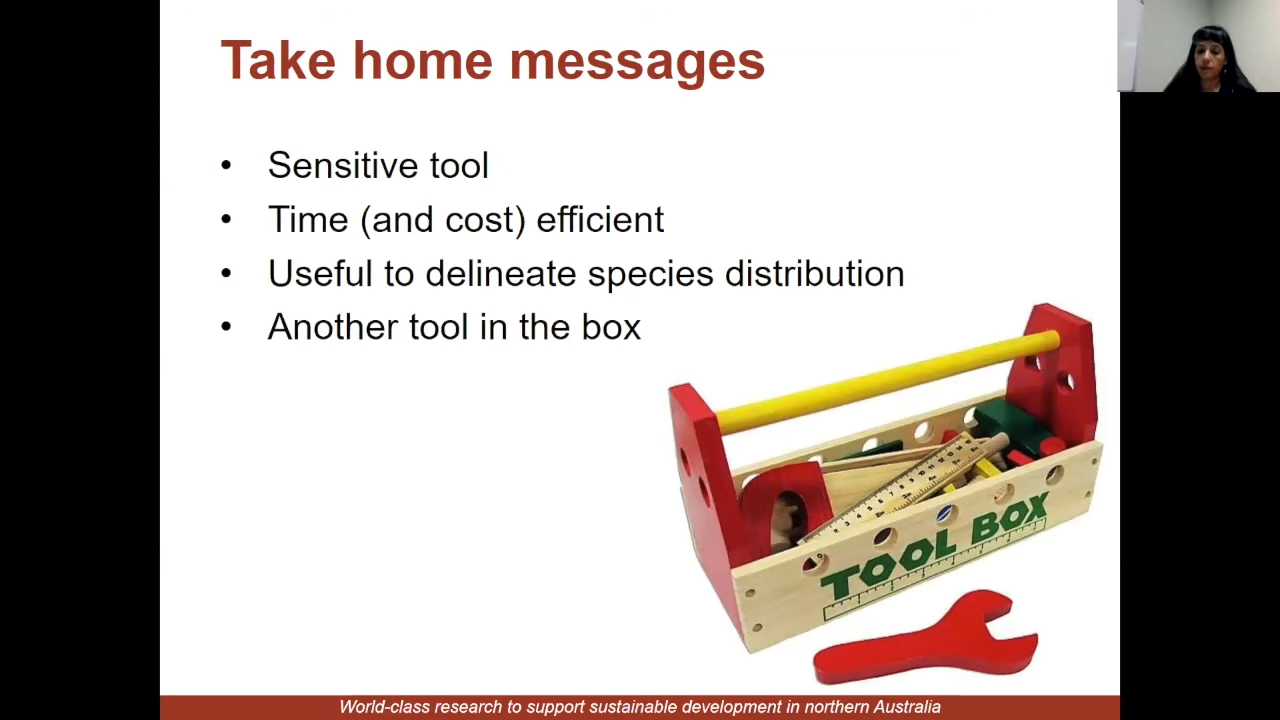 Take home messages
• Sensitive tool
• Time (and cost) efficient
• Useful to delineate species distribution
• Another tool in the box
TOOL BOX
World-class research to support sustainable development in northern Australia